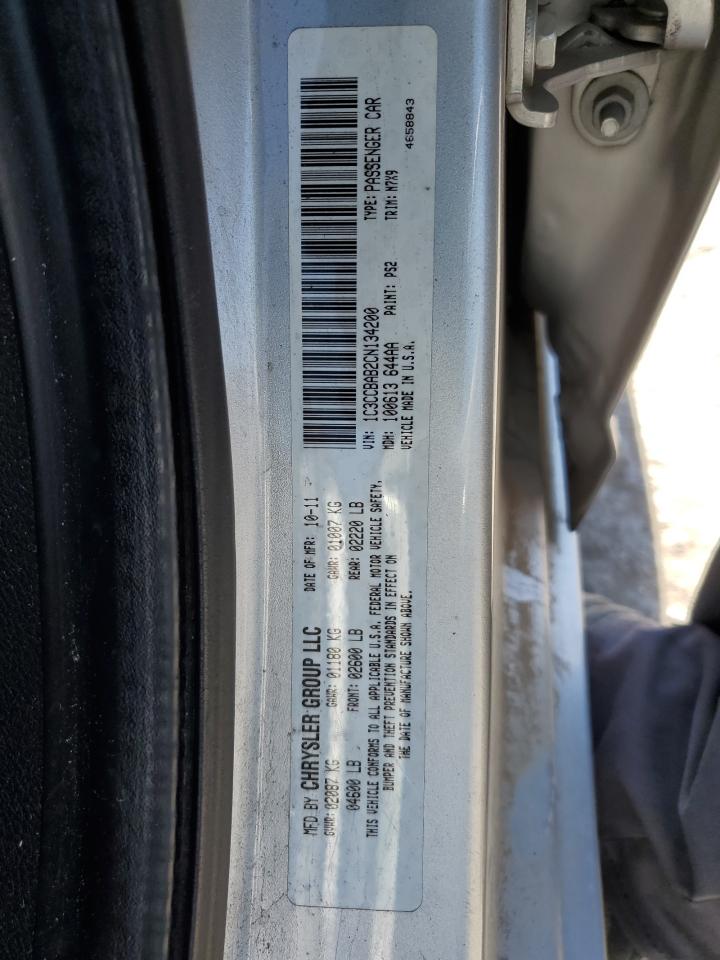 MFD BY CHRYSLER GROUP LLC DATE OF MFR: 10-11
GVWR: 02087 KG GAWR: 01180 KG GAWR: 01007 KG
04600 LB FRONT: 02600 LB REAR: 02220 LB
THIS VEHICLE CONFORMS TO ALL APPLICABLE U.S.A. FEDERAL MOTOR VEHICLE SAFETY,
BUMPER AND THEFT PREVENTION STANDARDS IN EFFECT ON
THE DATE OF MANUFACTURE SHOWN ABOVE.
VIN: 1C3CCBAB2CN134200 TYPE: PASSENGER CAR
MDH: 100613 644AA PAINT: PS2 TRIM: M7X9
VEHICLE MADE IN U.S.A. 4658843